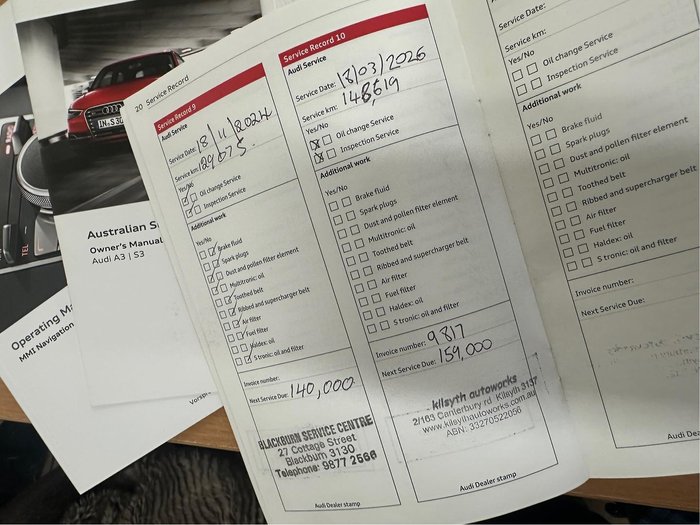 IN S 30
TEL
Australian S
Owner's Manual
Audi A3 | S3
Operating Ma
MMI Navigation
20 Service Record
Service Record 9
Audi Service
Service Date: 18/11/2024
Service km: 129,075.
Yes/No
Oil change Service
Inspection Service
Additional work
Yes/No
Brake fluid
Spark plugs
Dust and pollen filter element
Multitronic: oil
Toothed belt
Ribbed and supercharger belt
Air filter
Fuel filter
Haldex: oil
S tronic: oil and filter
Invoice number:
Next Service Due: 140,000
BLACKBURN SERVICE CENTRE
27 Cottage Street
Blackburn 3130
Telephone: 9877 2566
Audi Dealer stamp
Service Record 10
Audi Service
Service Date: 18/03/2026
Service km: 148619
Yes/No
Oil change Service
Inspection Service
Additional work
Yes/No
Brake fluid
Spark plugs
Dust and pollen filter element
Multitronic: oil
Toothed belt
Ribbed and supercharger belt
Air filter
Fuel filter
Haldex: oil
S tronic: oil and filter
Invoice number: 9817
Next Service Due: 159,000
kilsyth autoworks
2/163 Canterbury rd Kilsyth 3137
www.kilsythautoworks.com.au
ABN: 33270522056
Audi Dealer stamp
Service Date:
Service km:
Yes/No
Oil change Service
Inspection Service
Additional work
Yes/No
Brake fluid
Spark plugs
Dust and pollen filter element
Multitronic: oil
Toothed belt
Ribbed and supercharger belt
Air filter
Fuel filter
Haldex: oil
S tronic: oil and filter
Invoice number:
Next Service Due:
Audi Deal